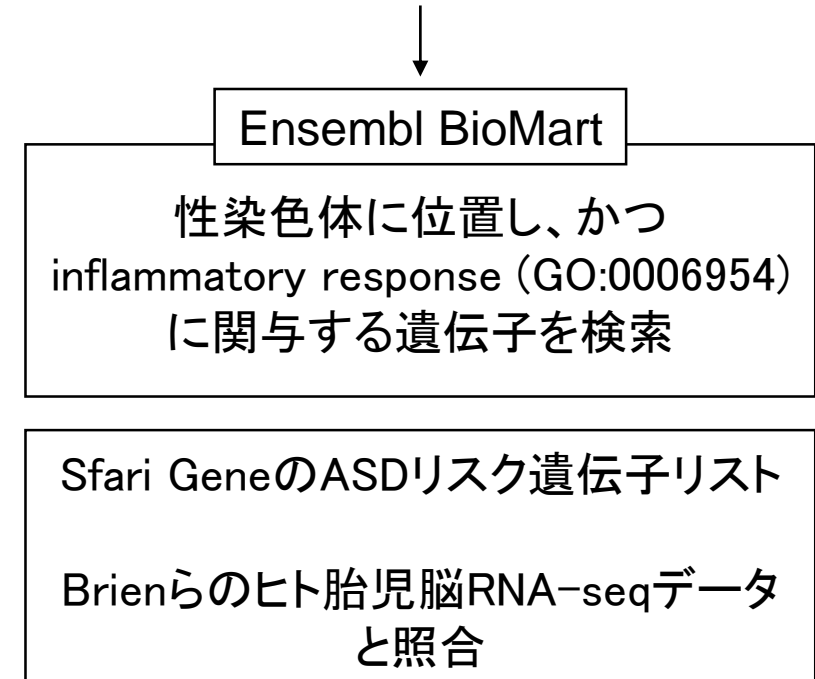 Ensembl BioMart
性染色体に位置し、かつ
inflammatory response (GO:0006954)
に関与する遺伝子を検索
Sfari GeneのASDリスク遺伝子リスト
Brienらのヒト胎児脳RNA-seqデータ
と照合